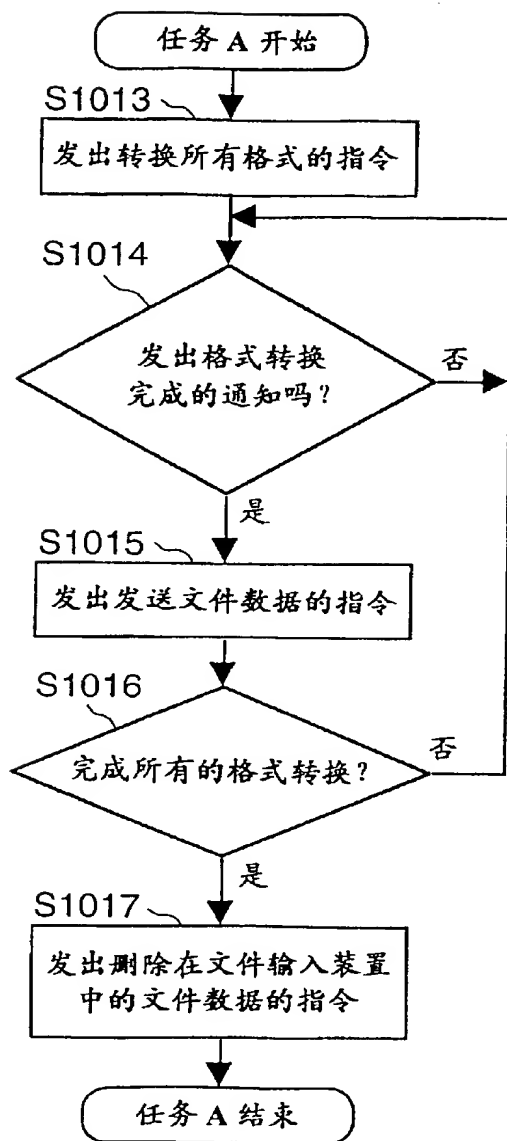 任务 A 开始
S1013
发出转换所有格式的指令
S1014
发出格式转换
完成的通知吗？
否
是
S1015
发出发送文件数据的指令
S1016
完成所有的格式转换？
否
是
S1017
发出删除在文件输入装置
中的文件数据的指令
任务 A 结束